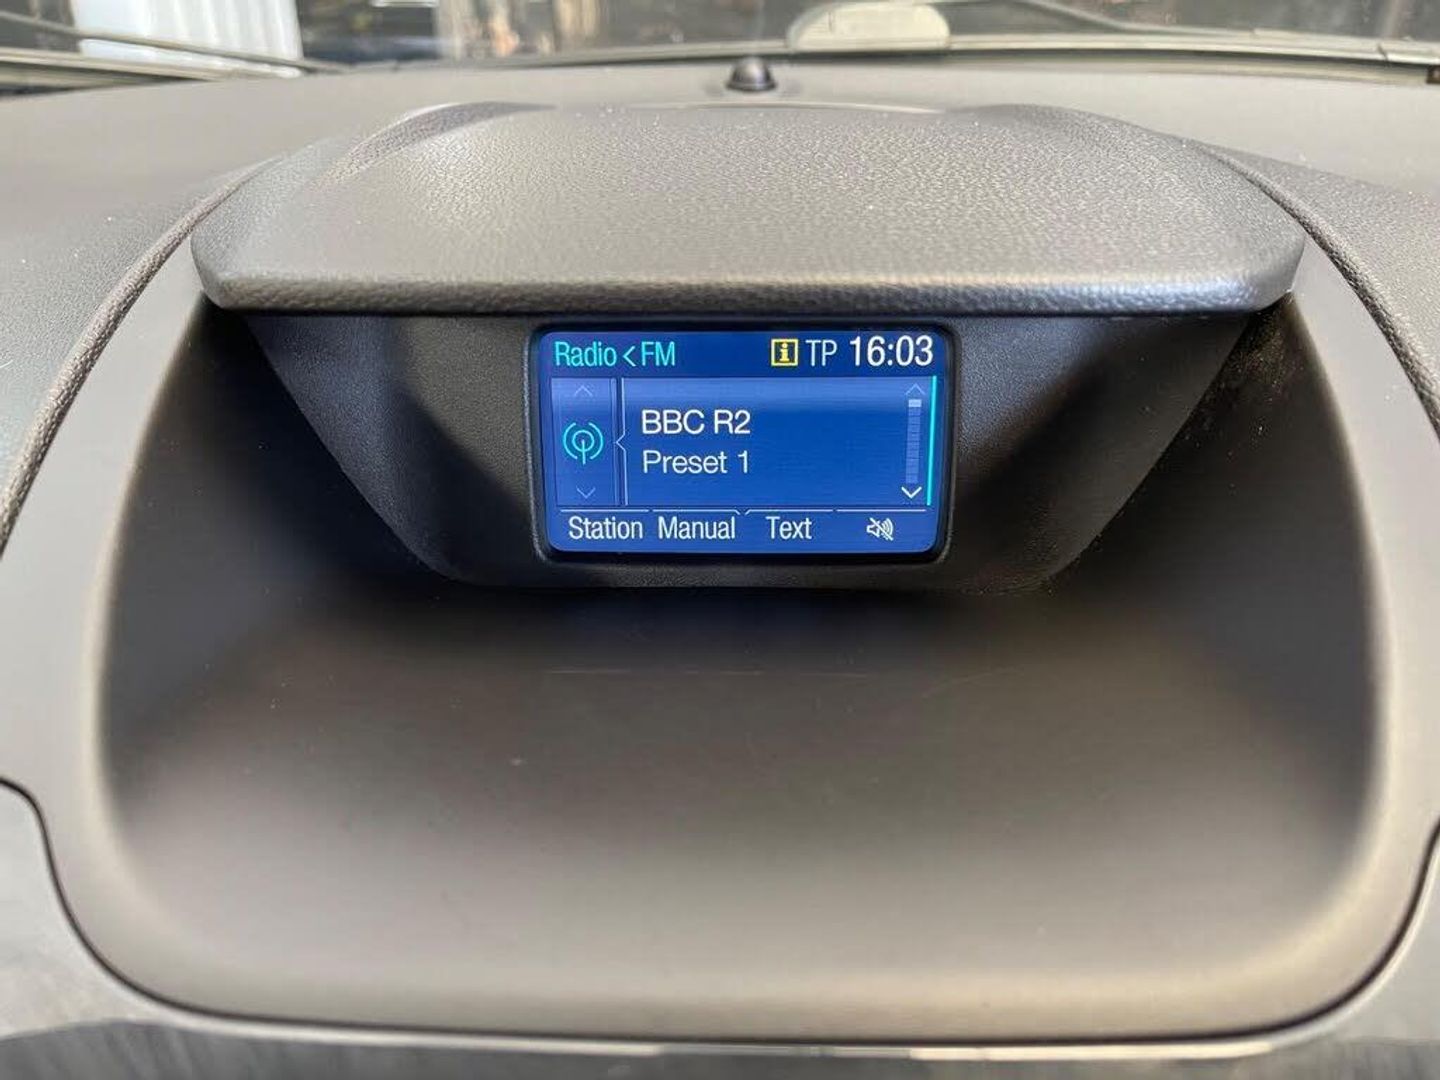 Radio < FM i TP 16:03
BBC R2
Preset 1
Station Manual Text